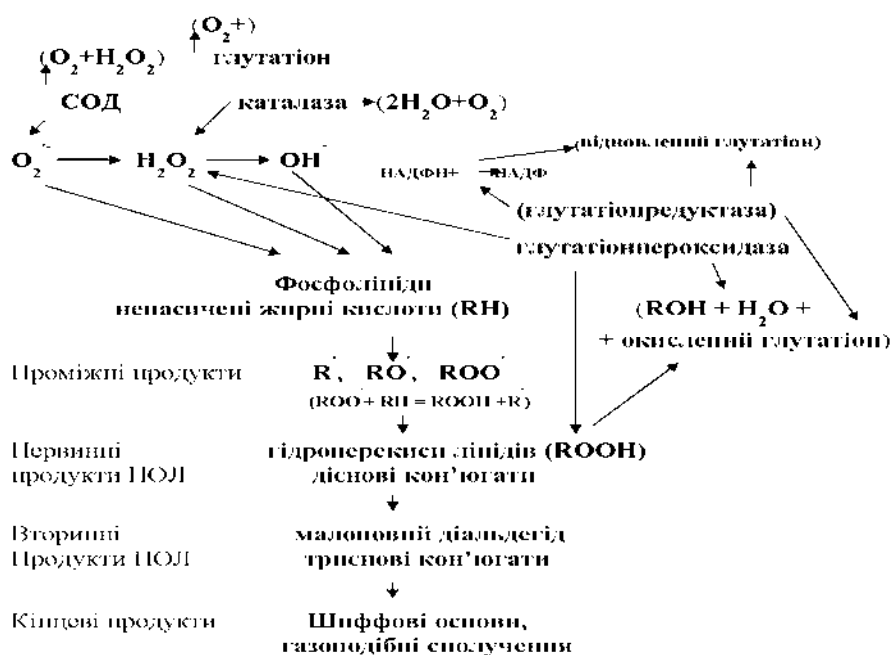 (O₂+)
(O₂+H₂O₂) глутатіон
СОД каталаза (2H₂O+O₂)
O₂˙ H₂O₂ OH˙ НАДФН+ НАДФ (відновлений глутатіон)
(глутатіонредуктаза)
глутатіонпероксидаза
Фосфоліпіди
ненасичені жирні кислоти (RH)
(ROH + H₂O +
+ окислений глутатіон)
Проміжні продукти R˙, RO˙, ROO˙
(ROO˙+ RH = ROOH +R˙)
Первинні гідроперекиси ліпідів (ROOH)
продукти ПОЛ дієнові кон’югати
Вторинні малоновий діальдегід
Продукти ПОЛ триєнові кон’югати
Кінцеві продукти Шиффові основи,
газоподібні сполучення